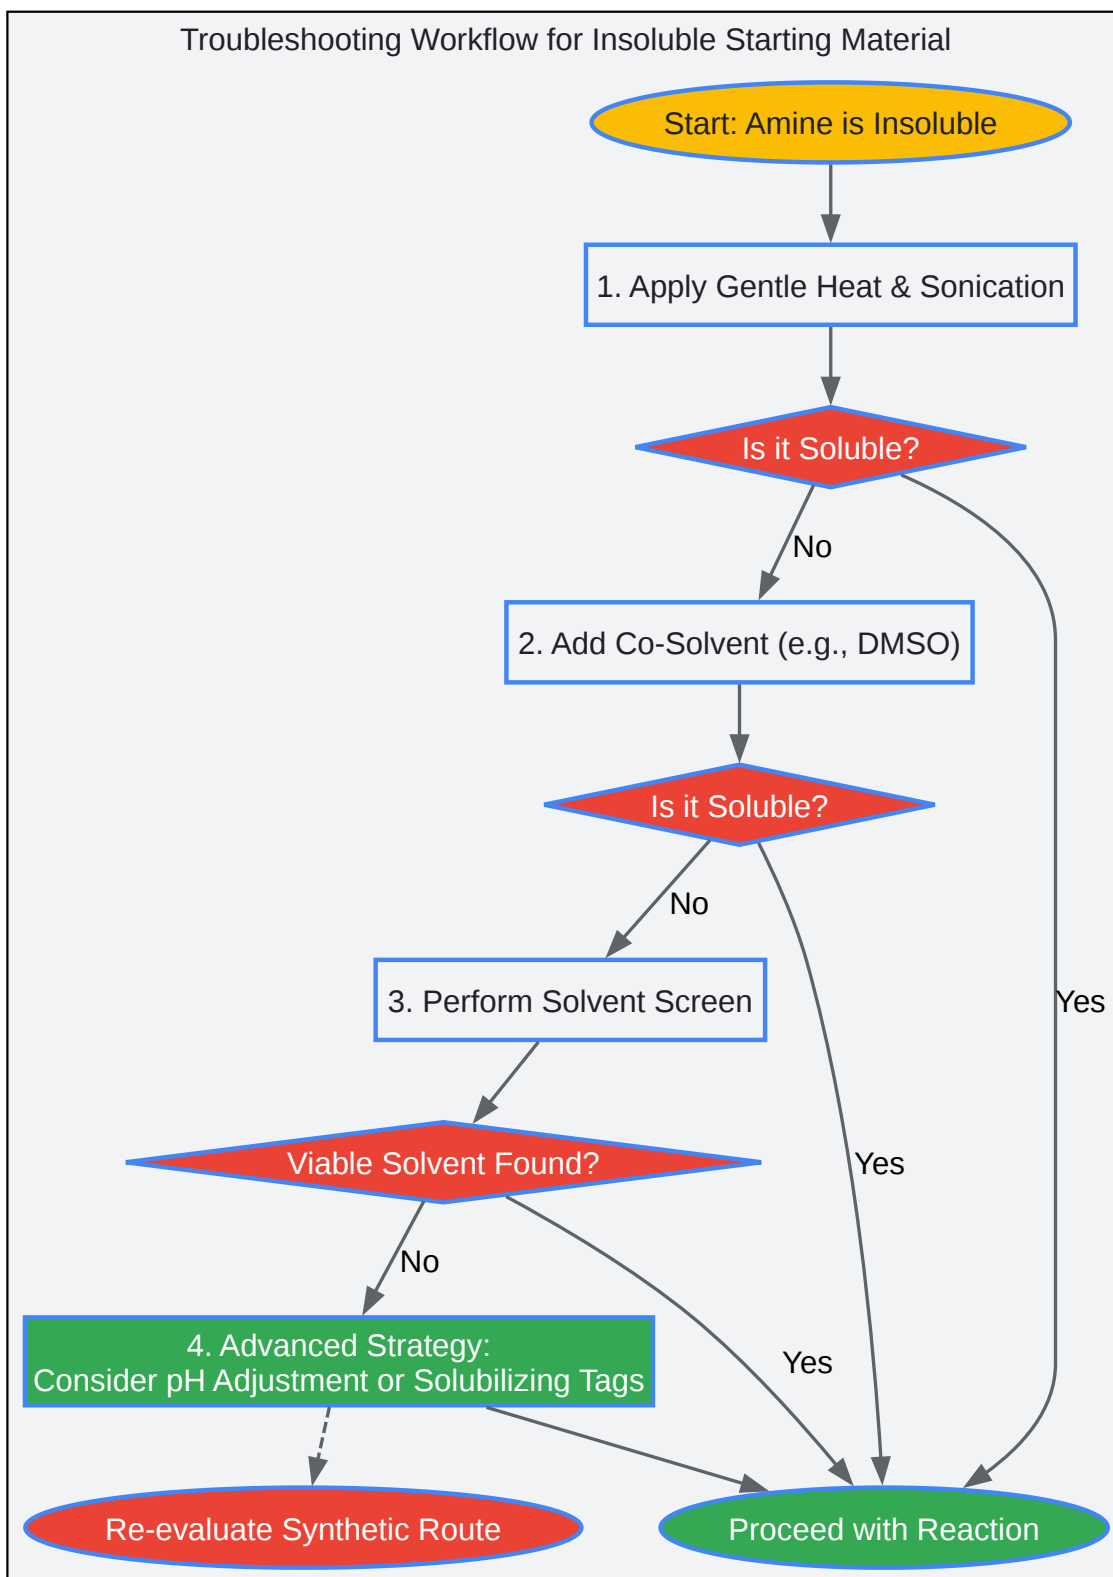 Troubleshooting Workflow for Insoluble Starting Material
Start: Amine is Insoluble
1. Apply Gentle Heat & Sonication
Is it Soluble?
No
2. Add Co-Solvent (e.g., DMSO)
Is it Soluble?
No
3. Perform Solvent Screen
Yes
Viable Solvent Found?
Yes
No
4. Advanced Strategy:
Consider pH Adjustment or Solubilizing Tags
Yes
Re-evaluate Synthetic Route
Proceed with Reaction